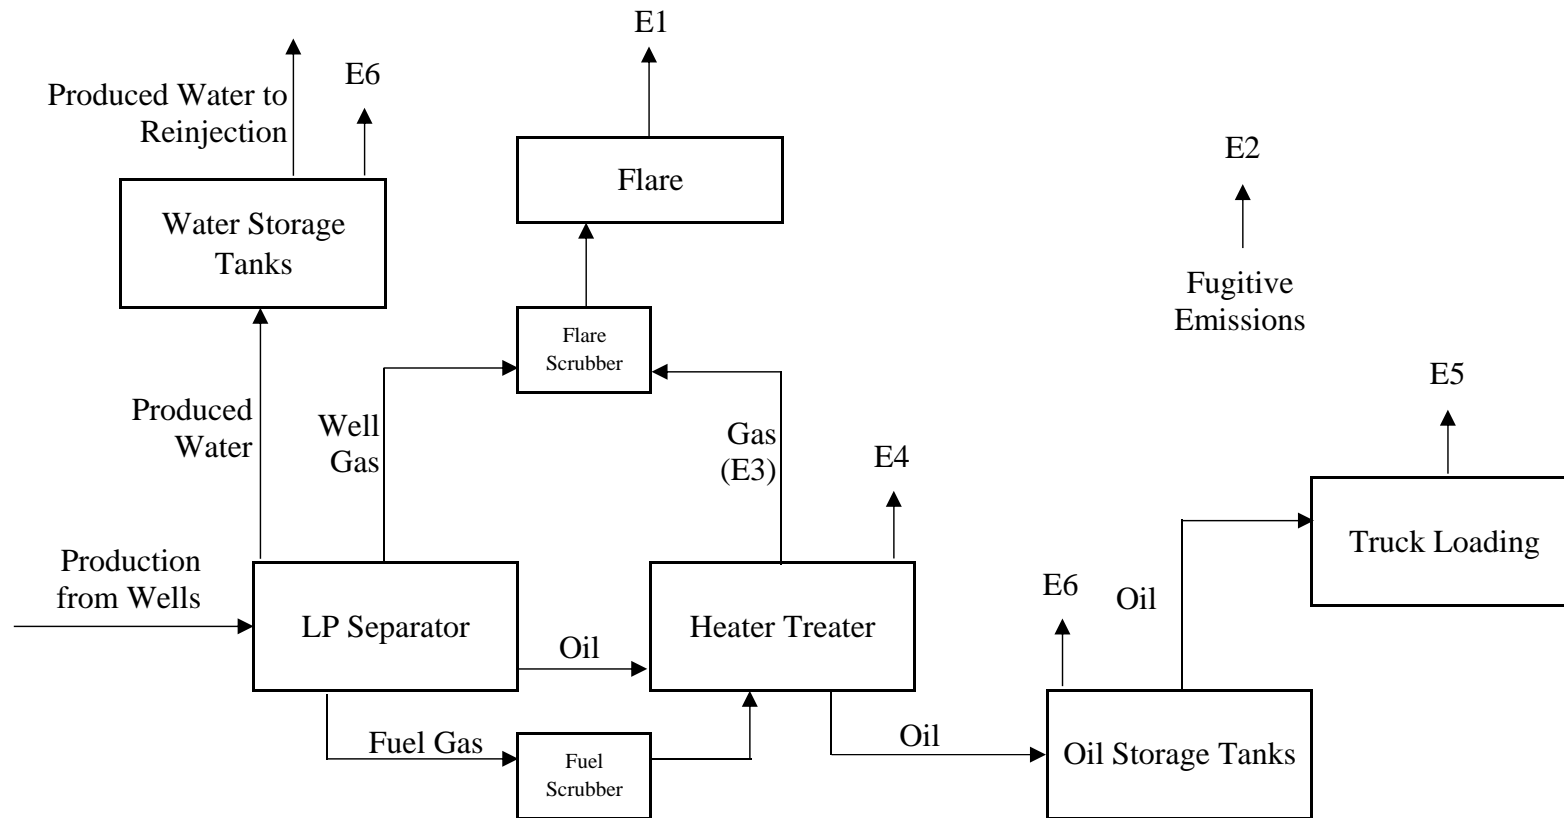 E1
E6
Produced Water to
Reinjection
Flare
E2
Water Storage
Tanks
Fugitive
Emissions
Flare
Scrubber
E5
Produced
Water
Well
Gas
Gas
(E3)
E4
Truck Loading
Production
from Wells
E6
Oil
LP Separator
Oil
Heater Treater
Fuel Gas
Oil
Fuel
Scrubber
Oil Storage Tanks